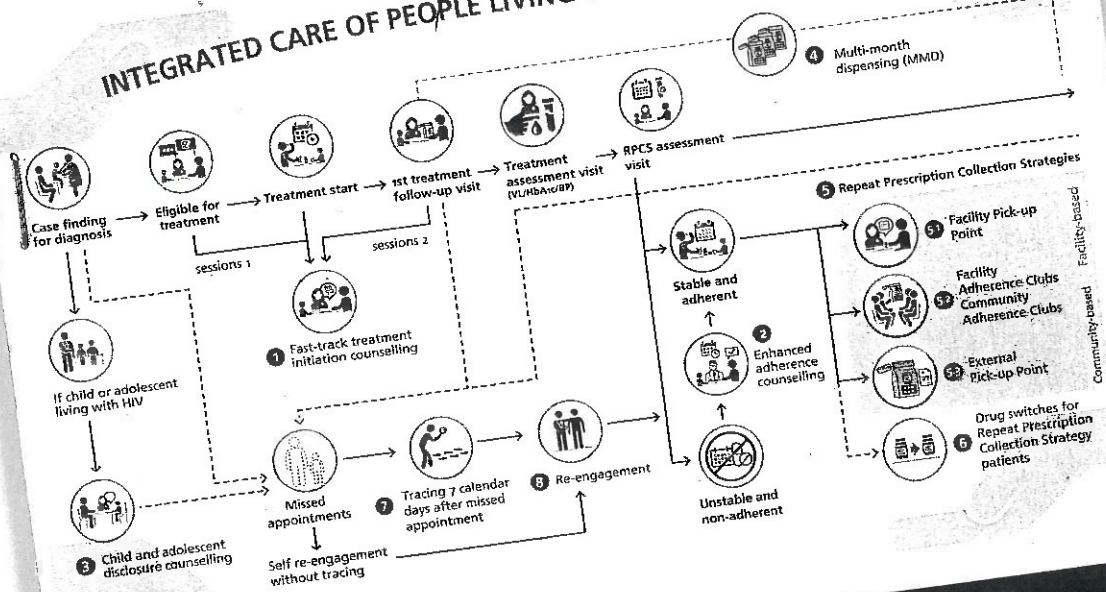 INTEGRATED CARE OF PEOPLE LIVING
4 Multi-month
dispensing (MMD)
Case finding
for diagnosis
Eligible for
treatment
Treatment start
1st treatment
follow-up visit
Treatment
assessment visit
(VL/HbA1c/BP)
RPCS assessment
visit
sessions 1
sessions 2
1 Fast-track treatment
initiation counselling
5 Repeat Prescription Collection Strategies
5.1 Facility Pick-up
Point
Facility
Adherence Clubs
5.2 Community
Adherence Clubs
5.3 External
Pick-up Point
Facility-based
Community-based
6 Drug switches for
Repeat Prescription
Collection Strategy
patients
Stable and
adherent
2 Enhanced
adherence
counselling
Unstable and
non-adherent
If child or adolescent
living with HIV
3 Child and adolescent
disclosure counselling
Missed
appointments
7 Tracing 7 calendar
days after missed
appointment
8 Re-engagement
Self re-engagement
without tracing